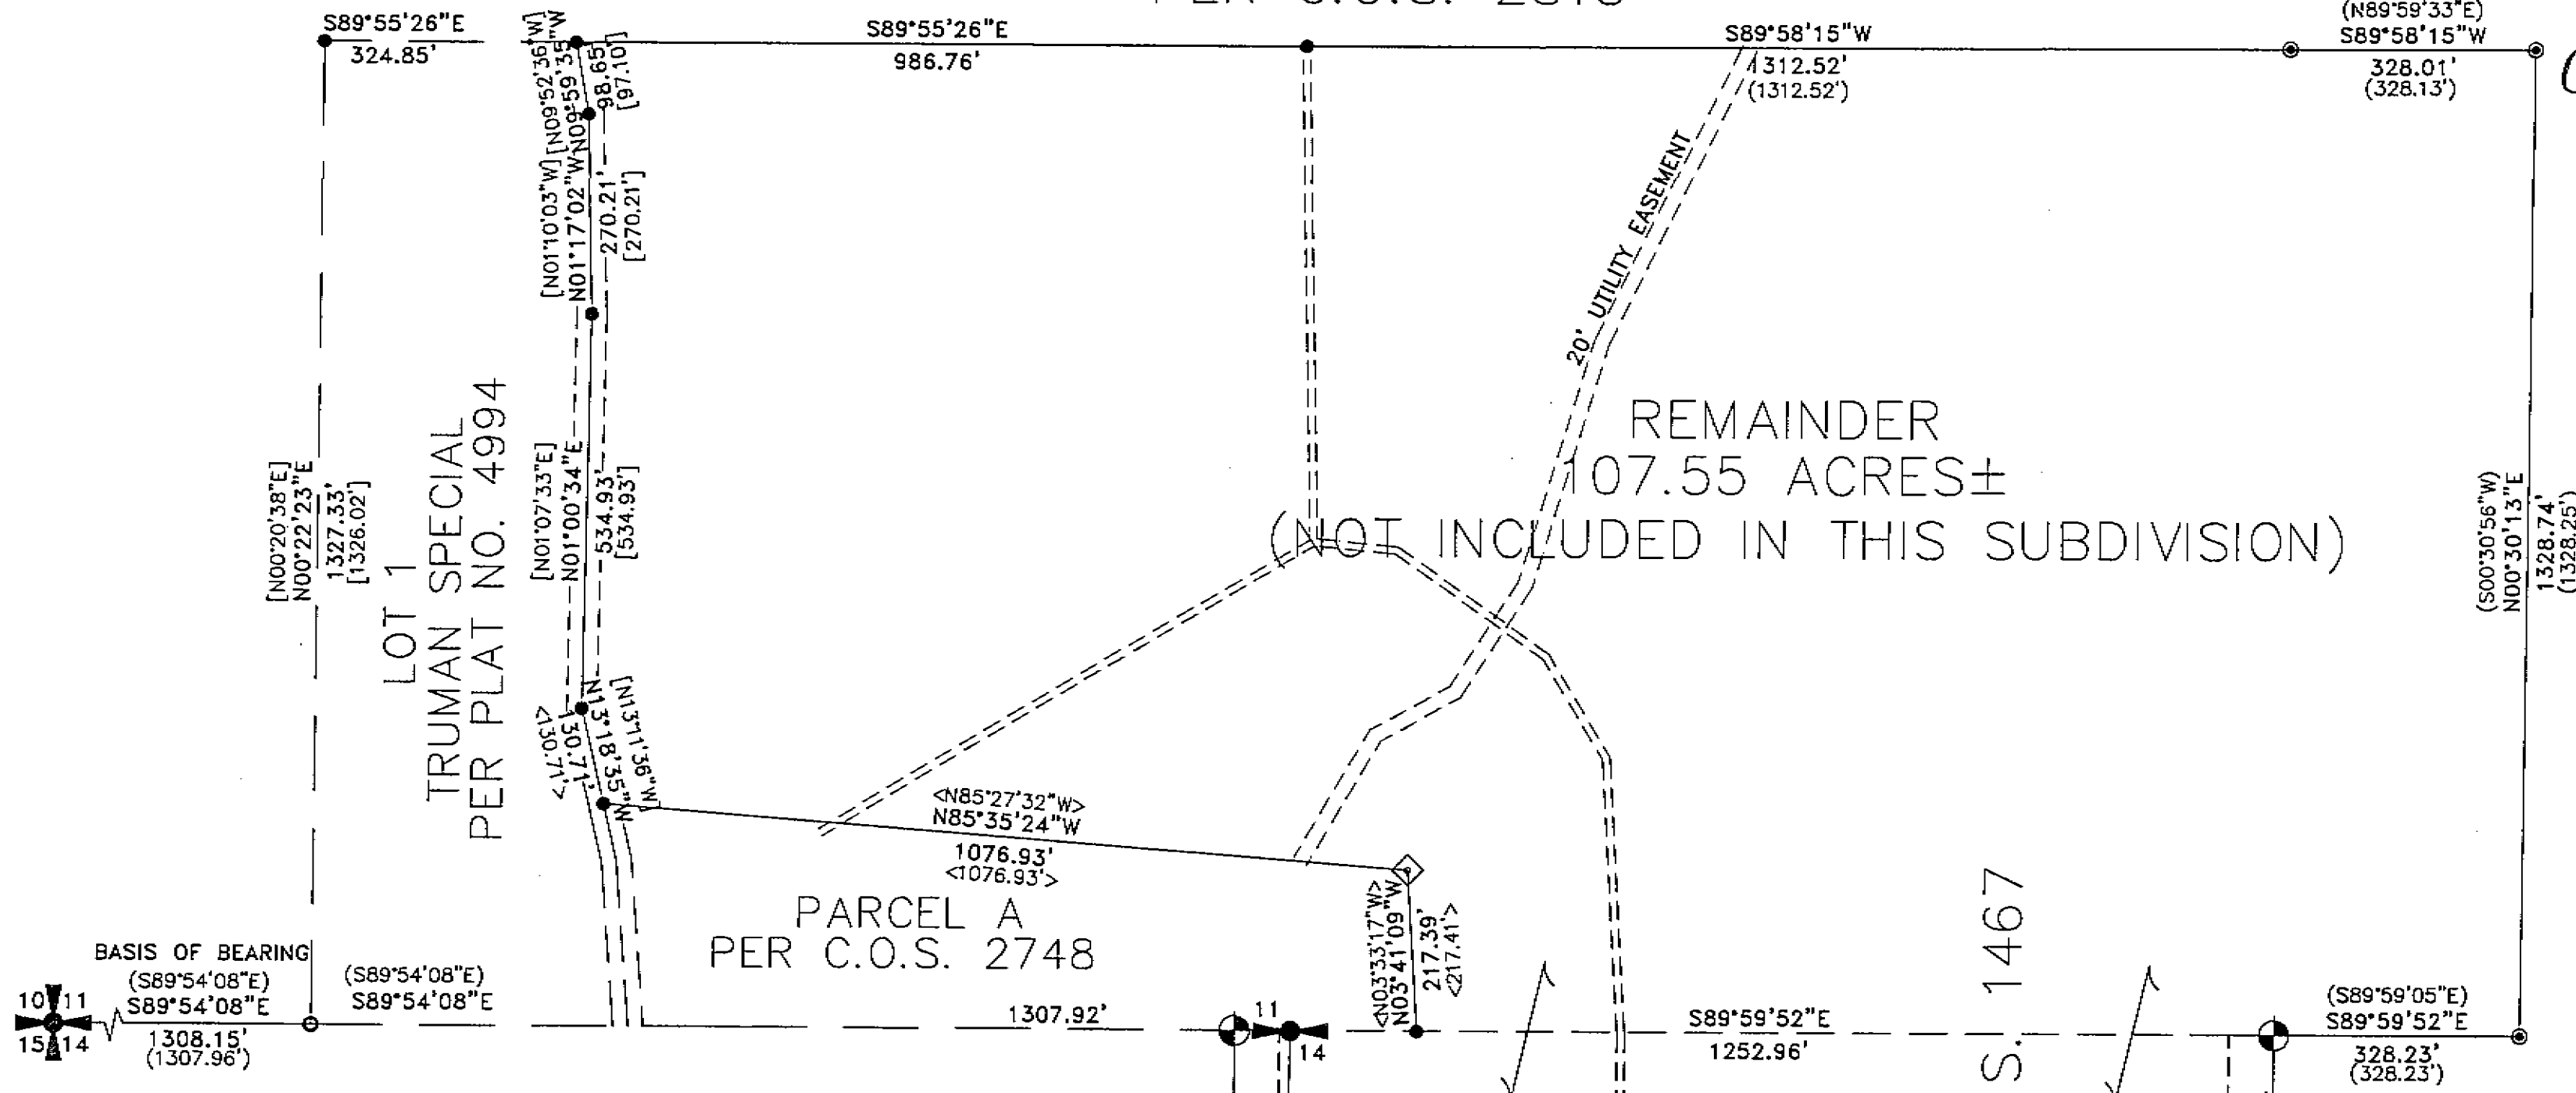 S89°55'26"E
324.85'
S89°55'26"E
986.76'
S89°58'15"W
1312.52'
(1312.52')
(N89°59'33"E)
S89°58'15"W
328.01'
(328.13')
[N09°52'36"W]
N09°59'35"W
98.65'
[97.10']
[N01°10'03"W]
N01°17'02"W
270.21'
[270.21']
20' UTILITY EASEMENT
REMAINDER
107.55 ACRES±
(NOT INCLUDED IN THIS SUBDIVISION)
[N00°20'38"E]
N00°22'23"E
1327.33'
[1326.02']
LOT 1
TRUMAN SPECIAL
PER PLAT NO. 4994
[N01°07'33"E]
N01°00'34"E
534.93'
[534.93']
(S00°30'56"W)
N00°30'13"E
1328.74'
(1328.25')
[N13°11'36"W]
N13°18'35"W
130.71'
<130.71'>
<N85°27'32"W>
N85°35'24"W
1076.93'
<1076.93'>
PARCEL A
PER C.O.S. 2748
<N03°33'17"W>
N03°41'09"W
217.39'
<217.41'>
S. 1467
BASIS OF BEARING
(S89°54'08"E)
S89°54'08"E
1308.15'
(1307.96')
10 11
15 14
(S89°54'08"E)
S89°54'08"E
1307.92'
11
14
S89°59'52"E
1252.96'
(S89°59'05"E)
S89°59'52"E
328.23'
(328.23')